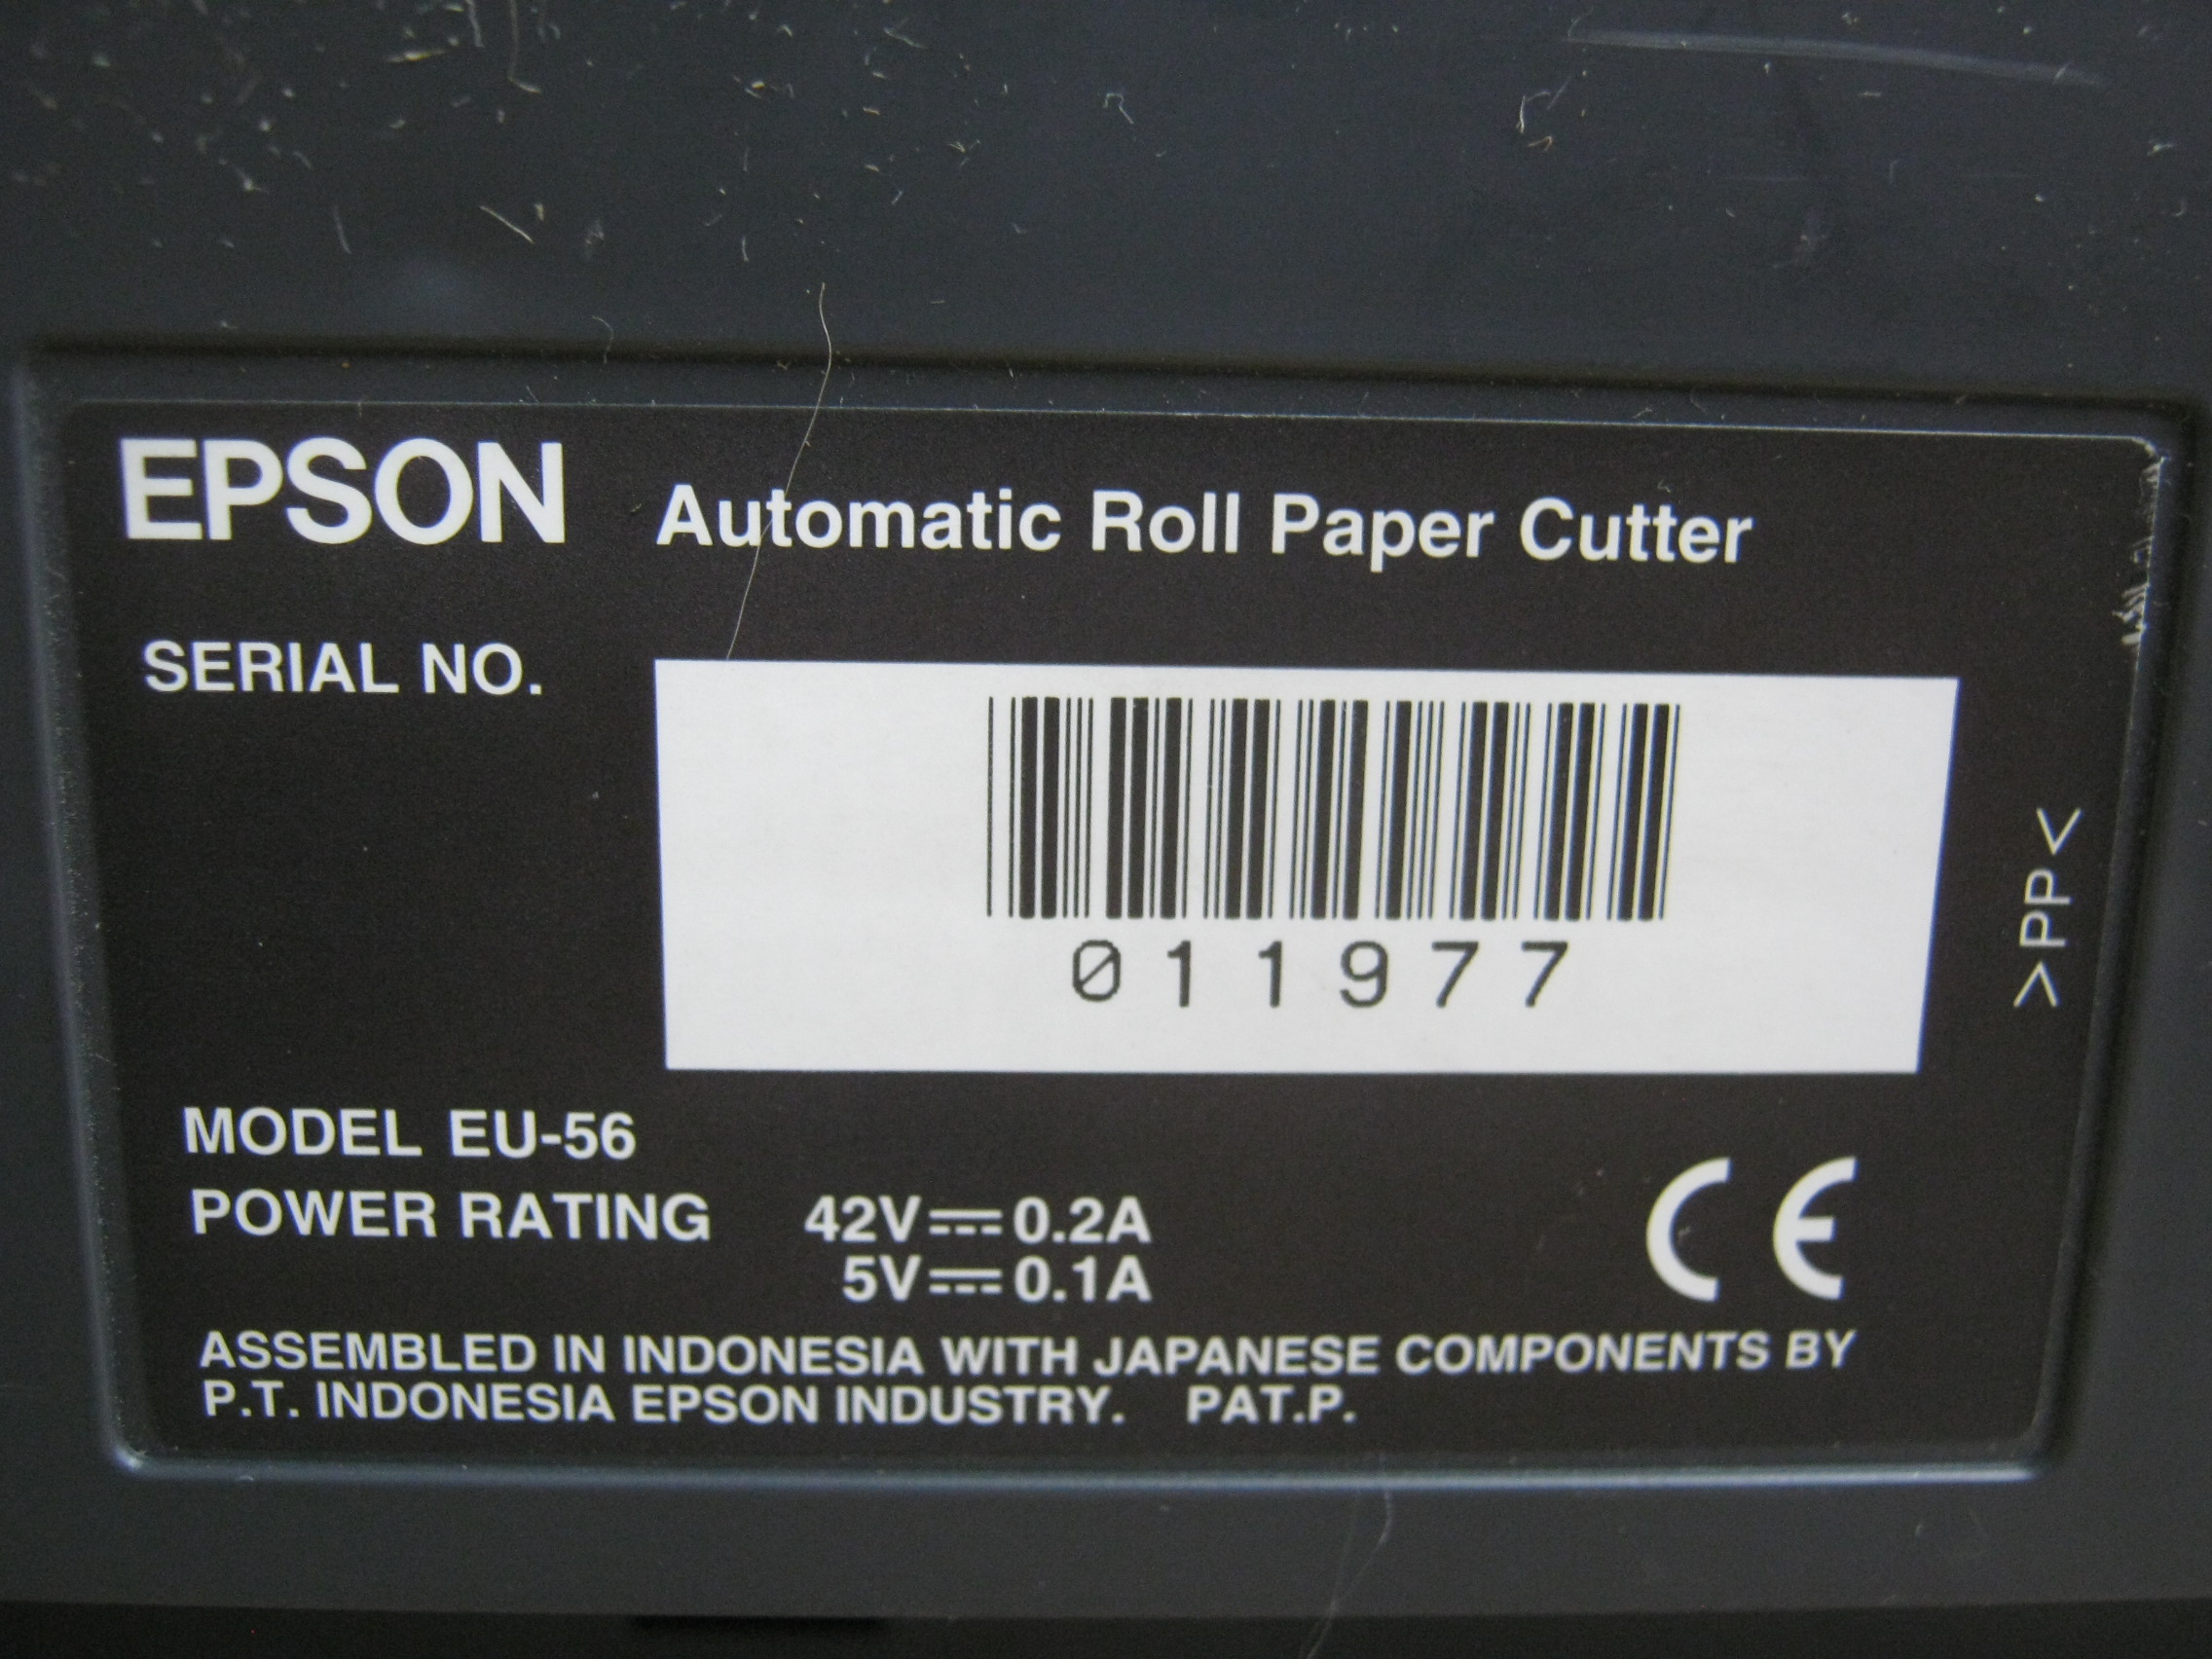 EPSON Automatic Roll Paper Cutter
SERIAL NO.
011977
>PP<
MODEL EU-56
POWER RATING 42V⎓0.2A
5V⎓0.1A
CE
ASSEMBLED IN INDONESIA WITH JAPANESE COMPONENTS BY
P.T. INDONESIA EPSON INDUSTRY. PAT.P.